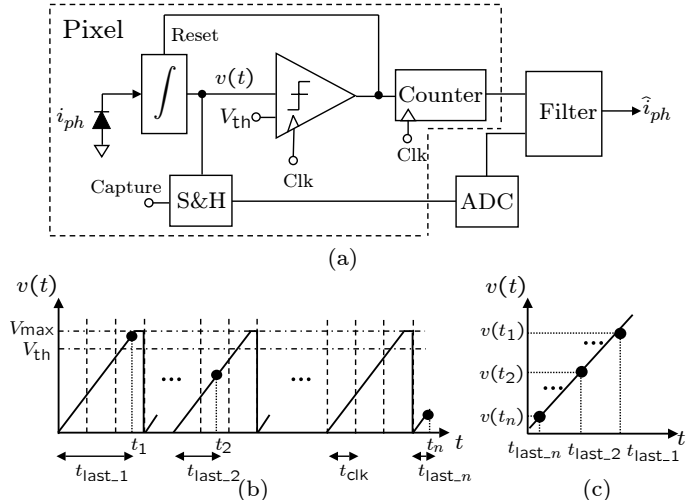 Pixel
Reset
∫
v(t)
i_ph
V_th
Clk
Counter
Clk
Filter
î_ph
Capture
S&H
ADC
(a)
v(t)
V_max
V_th
t_1
t_2
t_n
t
t_last_1
t_last_2
t_clk
t_last_n
(b)
v(t)
v(t_1)
v(t_2)
v(t_n)
t
t_last_n
t_last_2
t_last_1
(c)